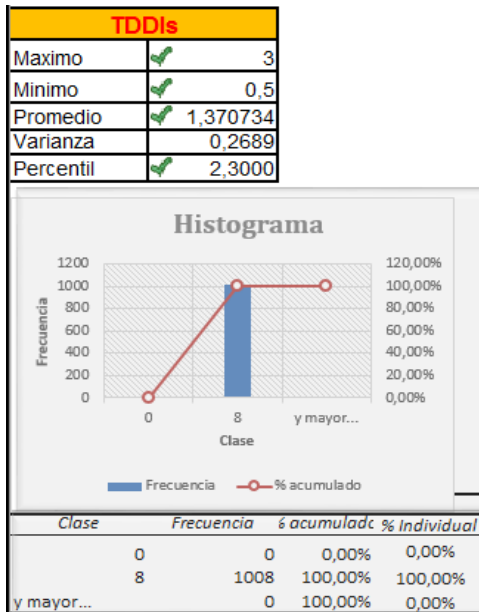 TDDIs
Maximo 3
Minimo 0,5
Promedio 1,370734
Varianza 0,2689
Percentil 2,3000
Histograma
1200 120,00%
1000 100,00%
800 80,00%
600 60,00%
400 40,00%
200 20,00%
0 0,00%
Frecuencia
0 8 y mayor...
Clase
Frecuencia % acumulado
Clase Frecuencia % acumulado % Individual
0 0 0,00% 0,00%
8 1008 100,00% 100,00%
y mayor... 0 100,00% 0,00%